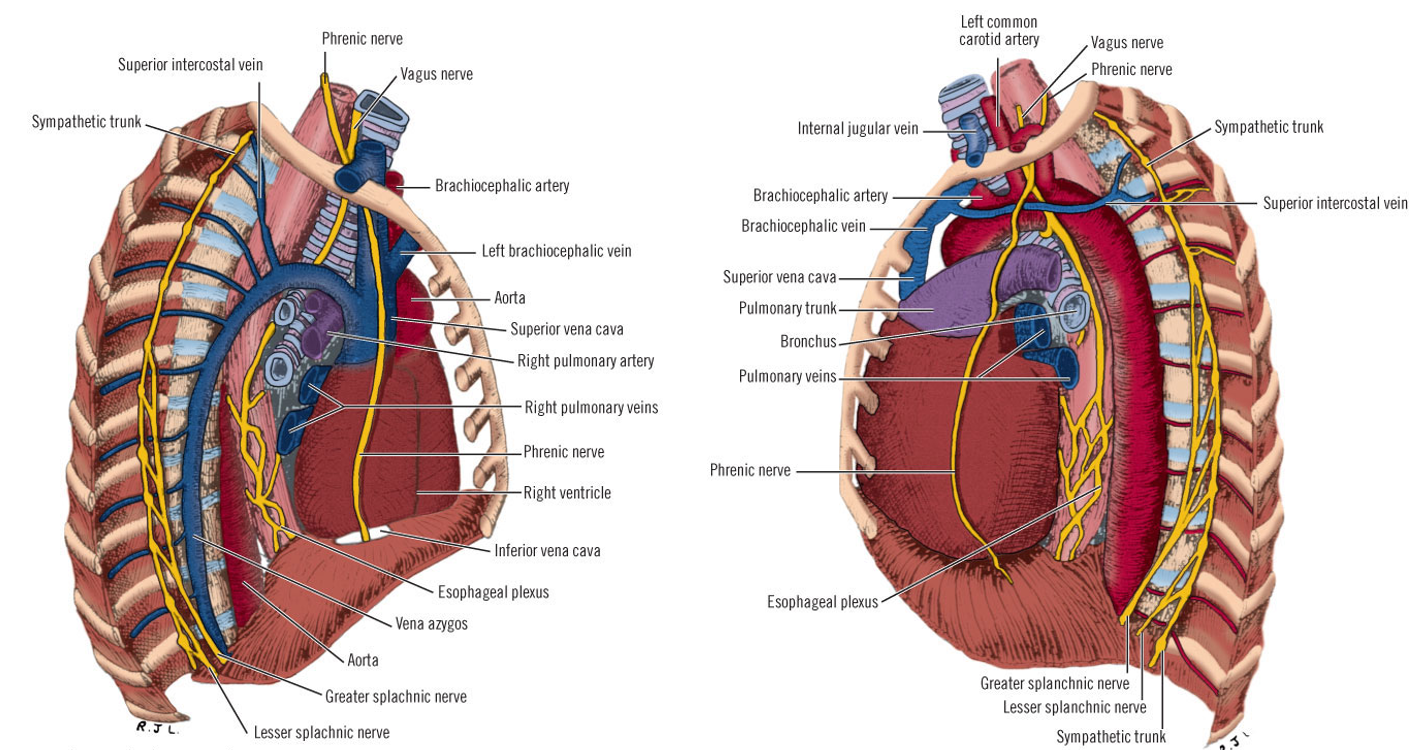 Phrenic nerve
Superior intercostal vein
Vagus nerve
Sympathetic trunk
Brachiocephalic artery
Left brachiocephalic vein
Aorta
Superior vena cava
Right pulmonary artery
Right pulmonary veins
Phrenic nerve
Right ventricle
Inferior vena cava
Esophageal plexus
Vena azygos
Aorta
Greater splachnic nerve
Lesser splachnic nerve
R.J L.
Left common
carotid artery
Vagus nerve
Phrenic nerve
Internal jugular vein
Sympathetic trunk
Brachiocephalic artery
Superior intercostal vein
Brachiocephalic vein
Superior vena cava
Pulmonary trunk
Bronchus
Pulmonary veins
Phrenic nerve
Esophageal plexus
Greater splanchnic nerve
Lesser splanchnic nerve
Sympathetic trunk